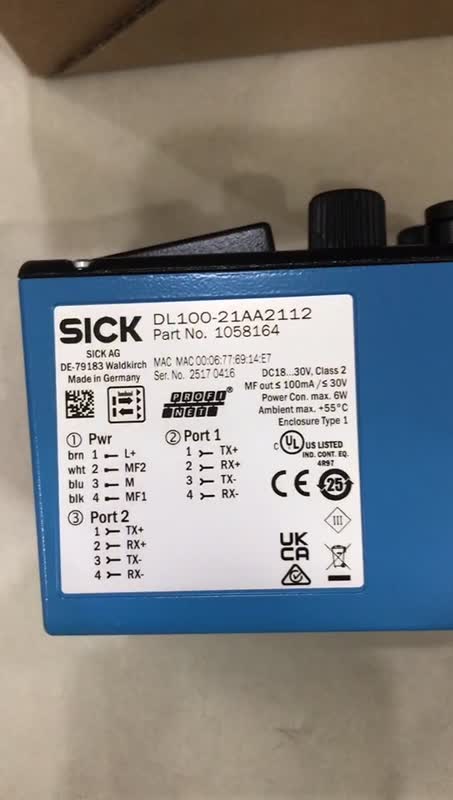 SICK
DL100-21AA2112
Part No. 1058164
SICK AG
DE-79183 Waldkirch
Made in Germany
MAC MAC 00:06:77:69:14:E7
Ser. No. 2517 0416
PROFI
NET
DC18...30V, Class 2
MF out ≤ 100mA/≤ 30V
Power Con. max. 6W
Ambient max. +55°C
Enclosure Type 1
① Pwr
brn 1 L+
wht 2 MF2
blu 3 M
blk 4 MF1
② Port 1
1 TX+
2 RX+
3 TX-
4 RX-
③ Port 2
1 TX+
2 RX+
3 TX-
4 RX-
C UL US LISTED
IND. CONT. EQ.
4R97
CE
25
III
UK
CA